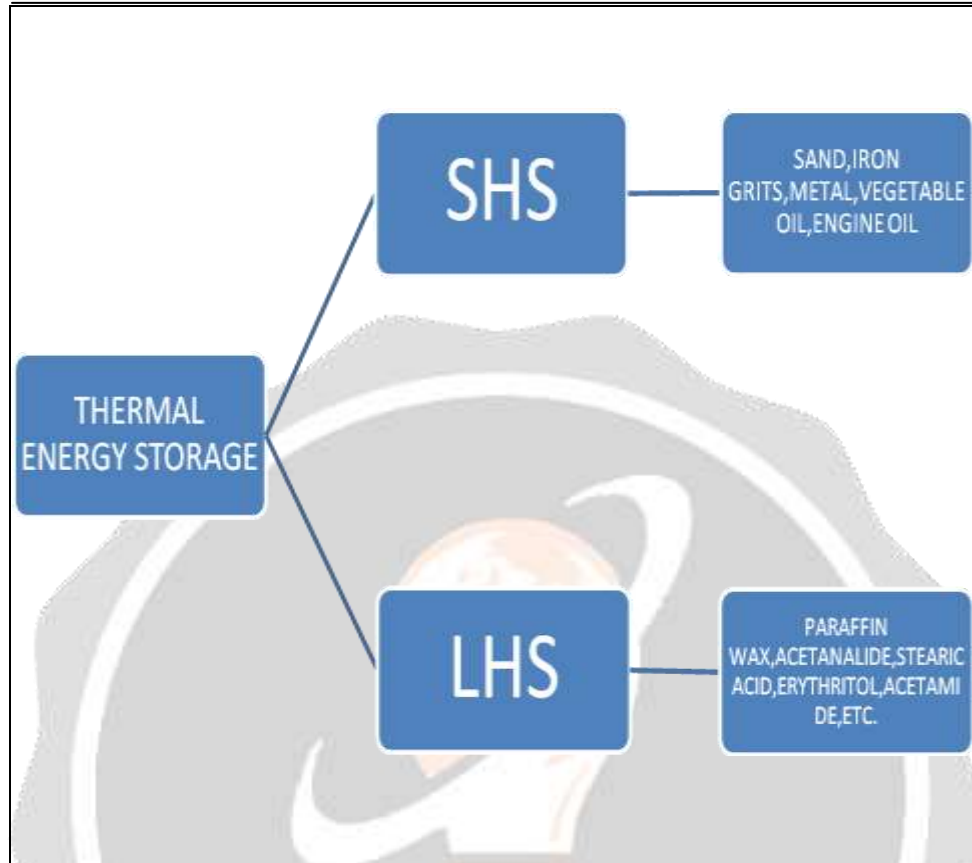 SHS
SAND,IRON
GRITS,METAL,VEGETABLE
OIL,ENGINE OIL
THERMAL
ENERGY STORAGE
LHS
PARAFFIN
WAX,ACETANALIDE,STEARIC
ACID,ERYTHRITOL,ACETAMI
DE,ETC.